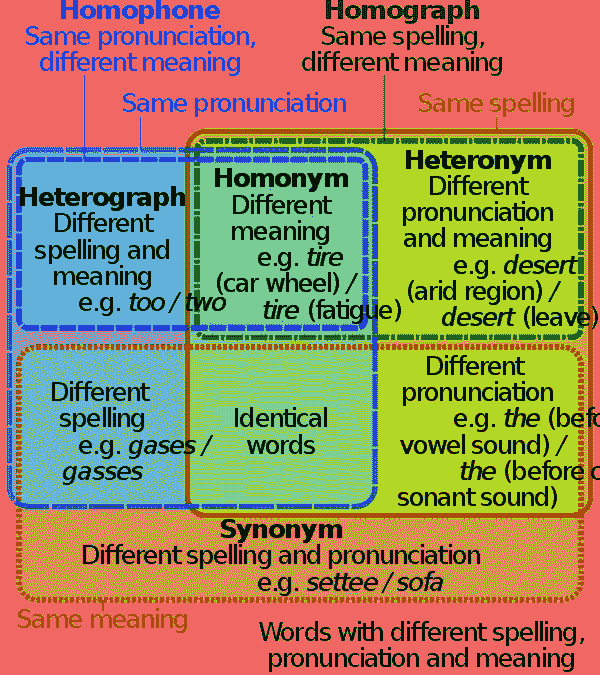 Homophone
Same pronunciation,
different meaning
Homograph
Same spelling,
different meaning
Same pronunciation
Same spelling
Heterograph
Different
spelling and
meaning
e.g. too / two
Homonym
Different
meaning
e.g. tire
(car wheel) /
tire (fatigue)
Heteronym
Different
pronunciation
and meaning
e.g. desert
(arid region) /
desert (leave)
Different
spelling
e.g. gases /
gasses
Identical
words
Different
pronunciation
e.g. the
vowel sound) /
the (before
sonant sound)
Synonym
Different spelling and pronunciation
e.g. settee / sofa
Same meaning
Words with different spelling,
pronunciation and meaning